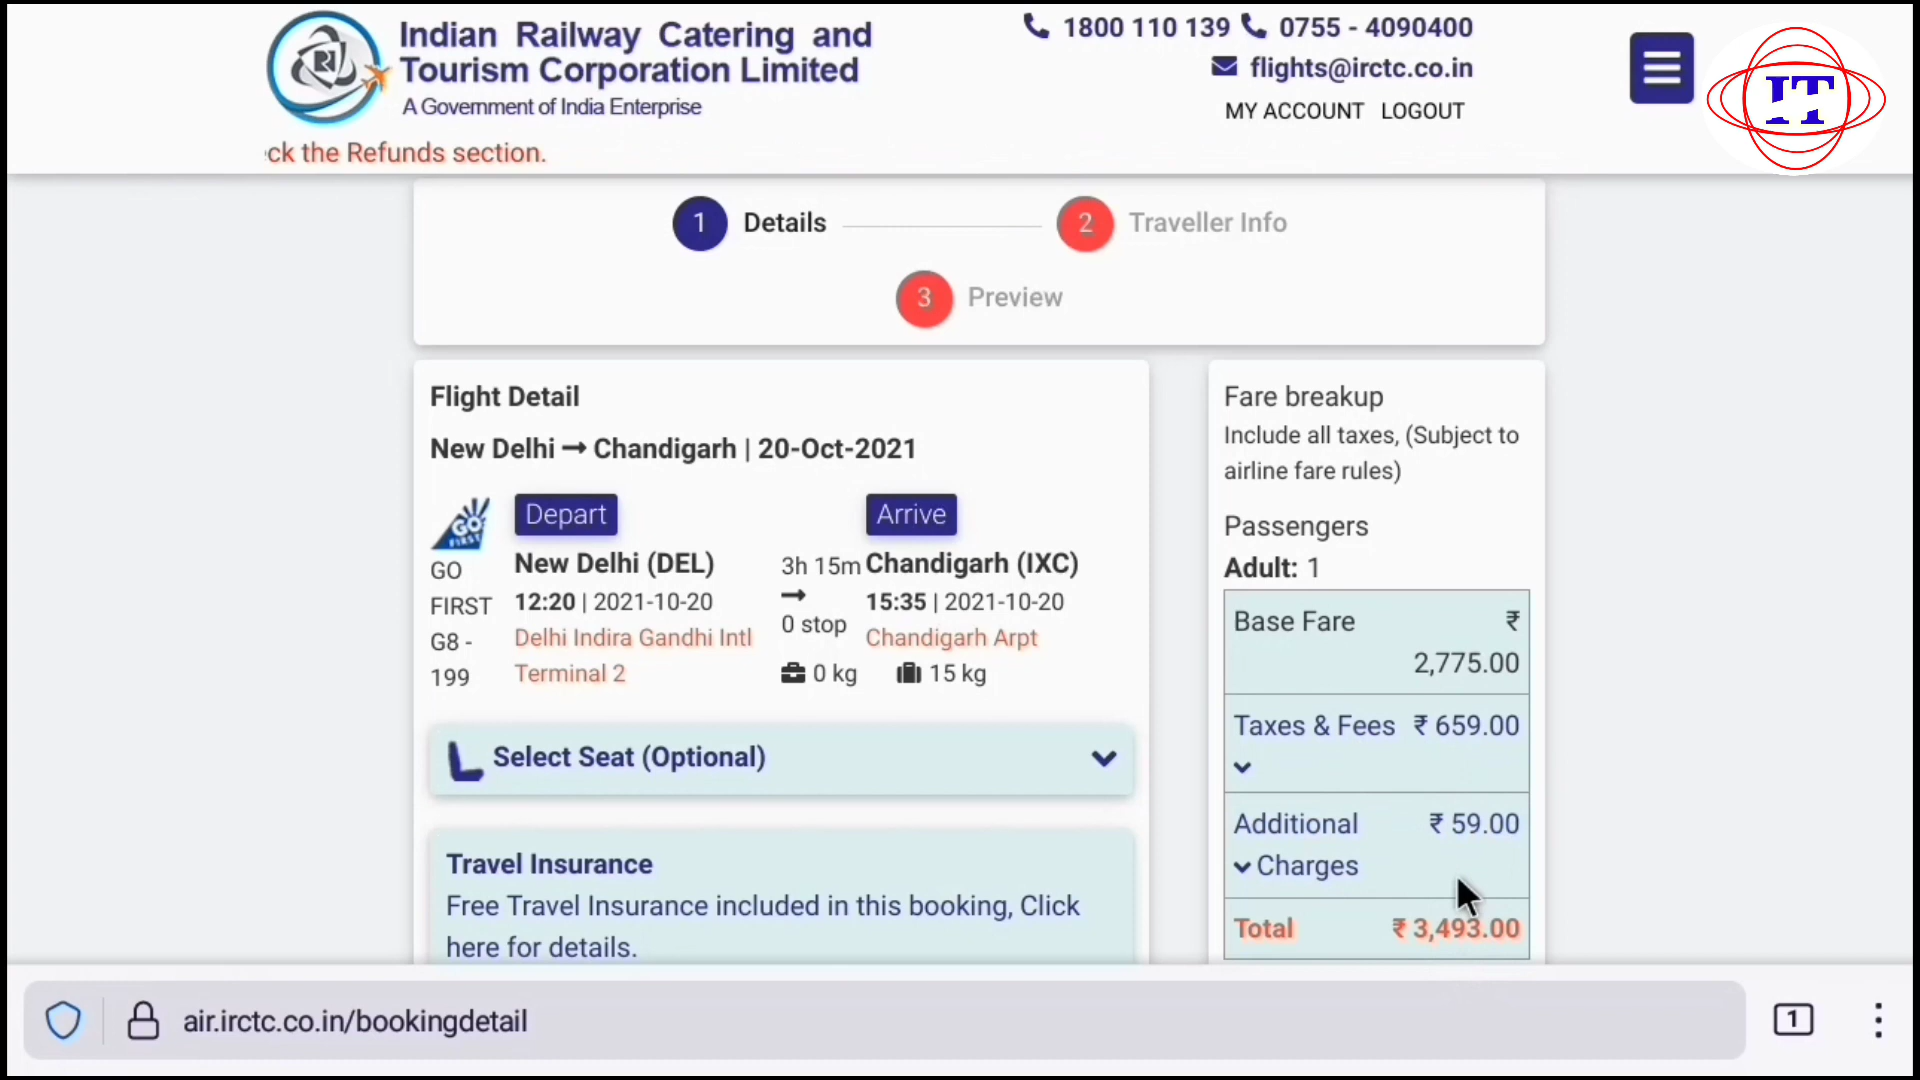 Indian Railway Catering and
Tourism Corporation Limited
A Government of India Enterprise
1800 110 139 0755 - 4090400
flights@irctc.co.in
MY ACCOUNT LOGOUT
IT
ck the Refunds section.
1 Details 2 Traveller Info
3 Preview
Flight Detail
New Delhi → Chandigarh | 20-Oct-2021
GO FIRST
GO
FIRST
G8 -
199
Depart
New Delhi (DEL)
12:20 | 2021-10-20
Delhi Indira Gandhi Intl
Terminal 2
3h 15m
→
0 stop
0 kg 15 kg
Arrive
Chandigarh (IXC)
15:35 | 2021-10-20
Chandigarh Arpt
Select Seat (Optional)
Travel Insurance
Free Travel Insurance included in this booking, Click
here for details.
Fare breakup
Include all taxes, (Subject to
airline fare rules)
Passengers
Adult: 1
Base Fare ₹
2,775.00
Taxes & Fees ₹ 659.00
Additional ₹ 59.00
Charges
Total ₹ 3,493.00
air.irctc.co.in/bookingdetail
1